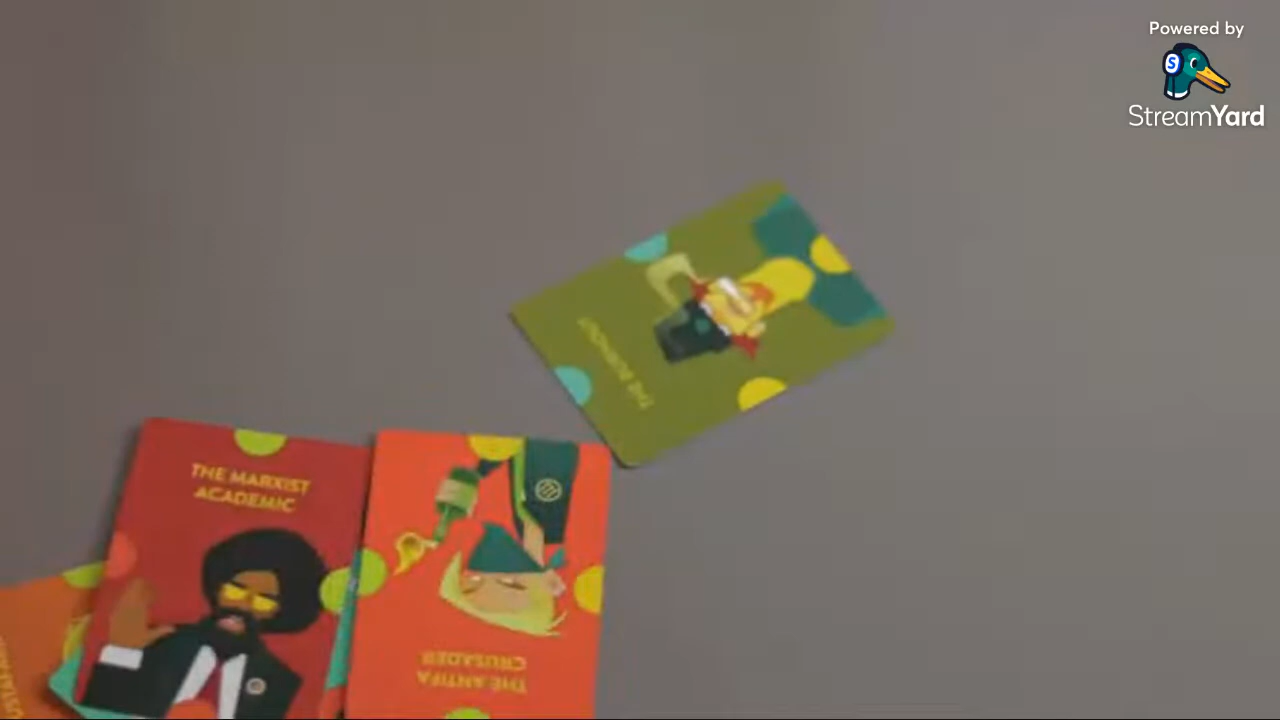 Powered by
StreamYard
THE MARXIST
ACADEMIC
THE ANTIFA
CRUSADER